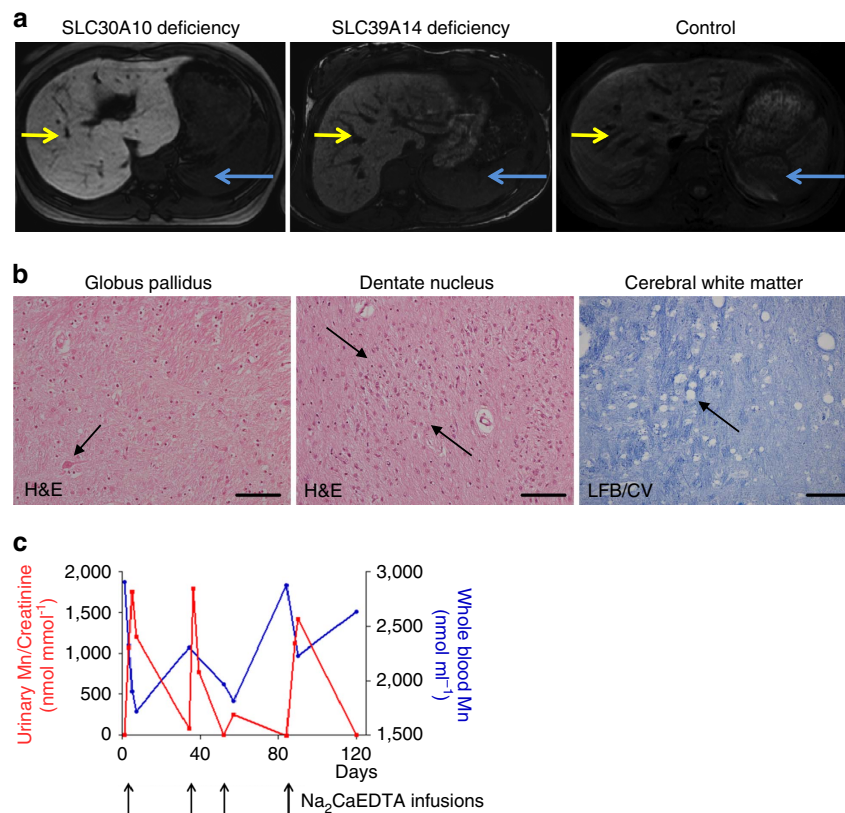 a
SLC30A10 deficiency
SLC39A14 deficiency
Control
b
Globus pallidus
Dentate nucleus
Cerebral white matter
H&E
H&E
LFB/CV
c
Urinary Mn/Creatinine
(nmol mmol⁻¹)
2,000
1,500
1,000
500
0
3,000
2,500
2,000
1,500
Whole blood Mn
(nmol ml⁻¹)
0
40
80
120
Days
Na₂CaEDTA infusions